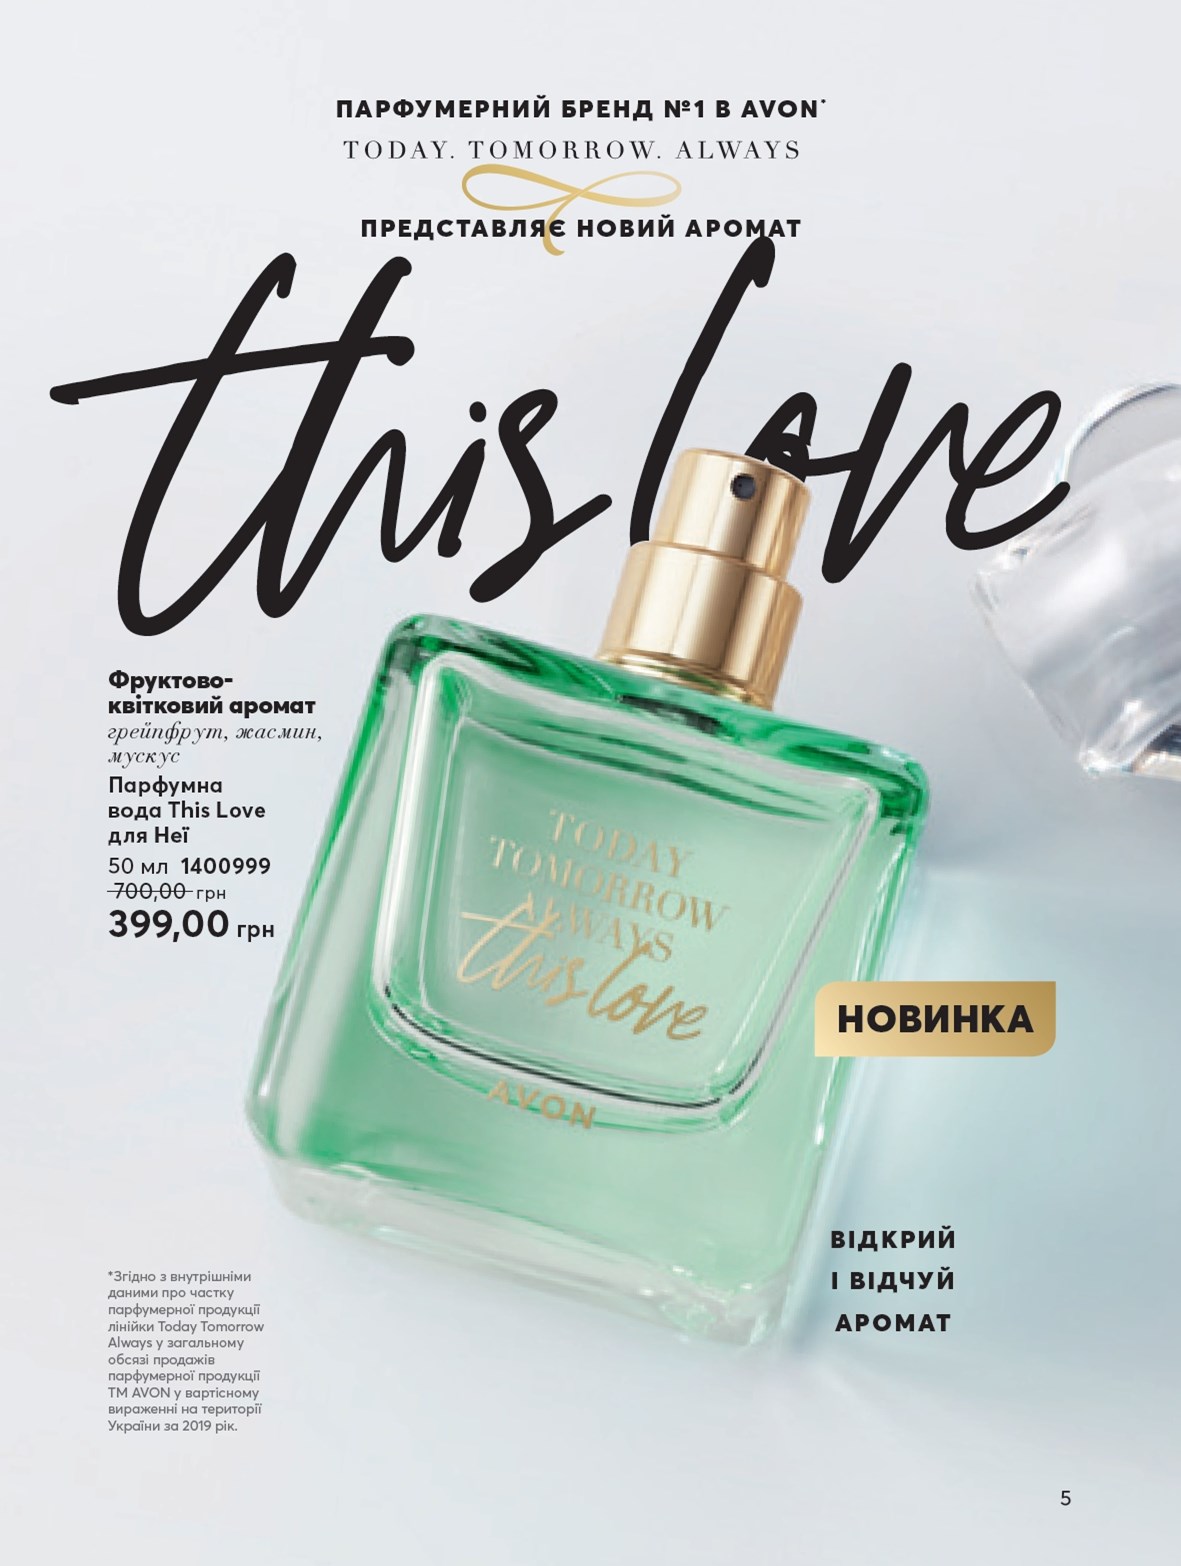 ПАРФУМЕРНИЙ БРЕНД №1 В AVON*
TODAY. TOMORROW. ALWAYS
ПРЕДСТАВЛЯЄ НОВИЙ АРОМАТ
this love
Фруктово-
квітковий аромат
грейпфрут, жасмин,
мускус
Парфумна
вода This Love
для Неї
50 мл 1400999
700,00 грн
399,00 грн
TODAY
TOMORROW
ALWAYS
this love
AVON
НОВИНКА
ВІДКРИЙ
І ВІДЧУЙ
АРОМАТ
*Згідно з внутрішніми
даними про частку
парфумерної продукції
лінійки Today Tomorrow
Always у загальному
обсязі продажів
парфумерної продукції
ТМ AVON у вартісному
вираженні на території
України за 2019 рік.
5